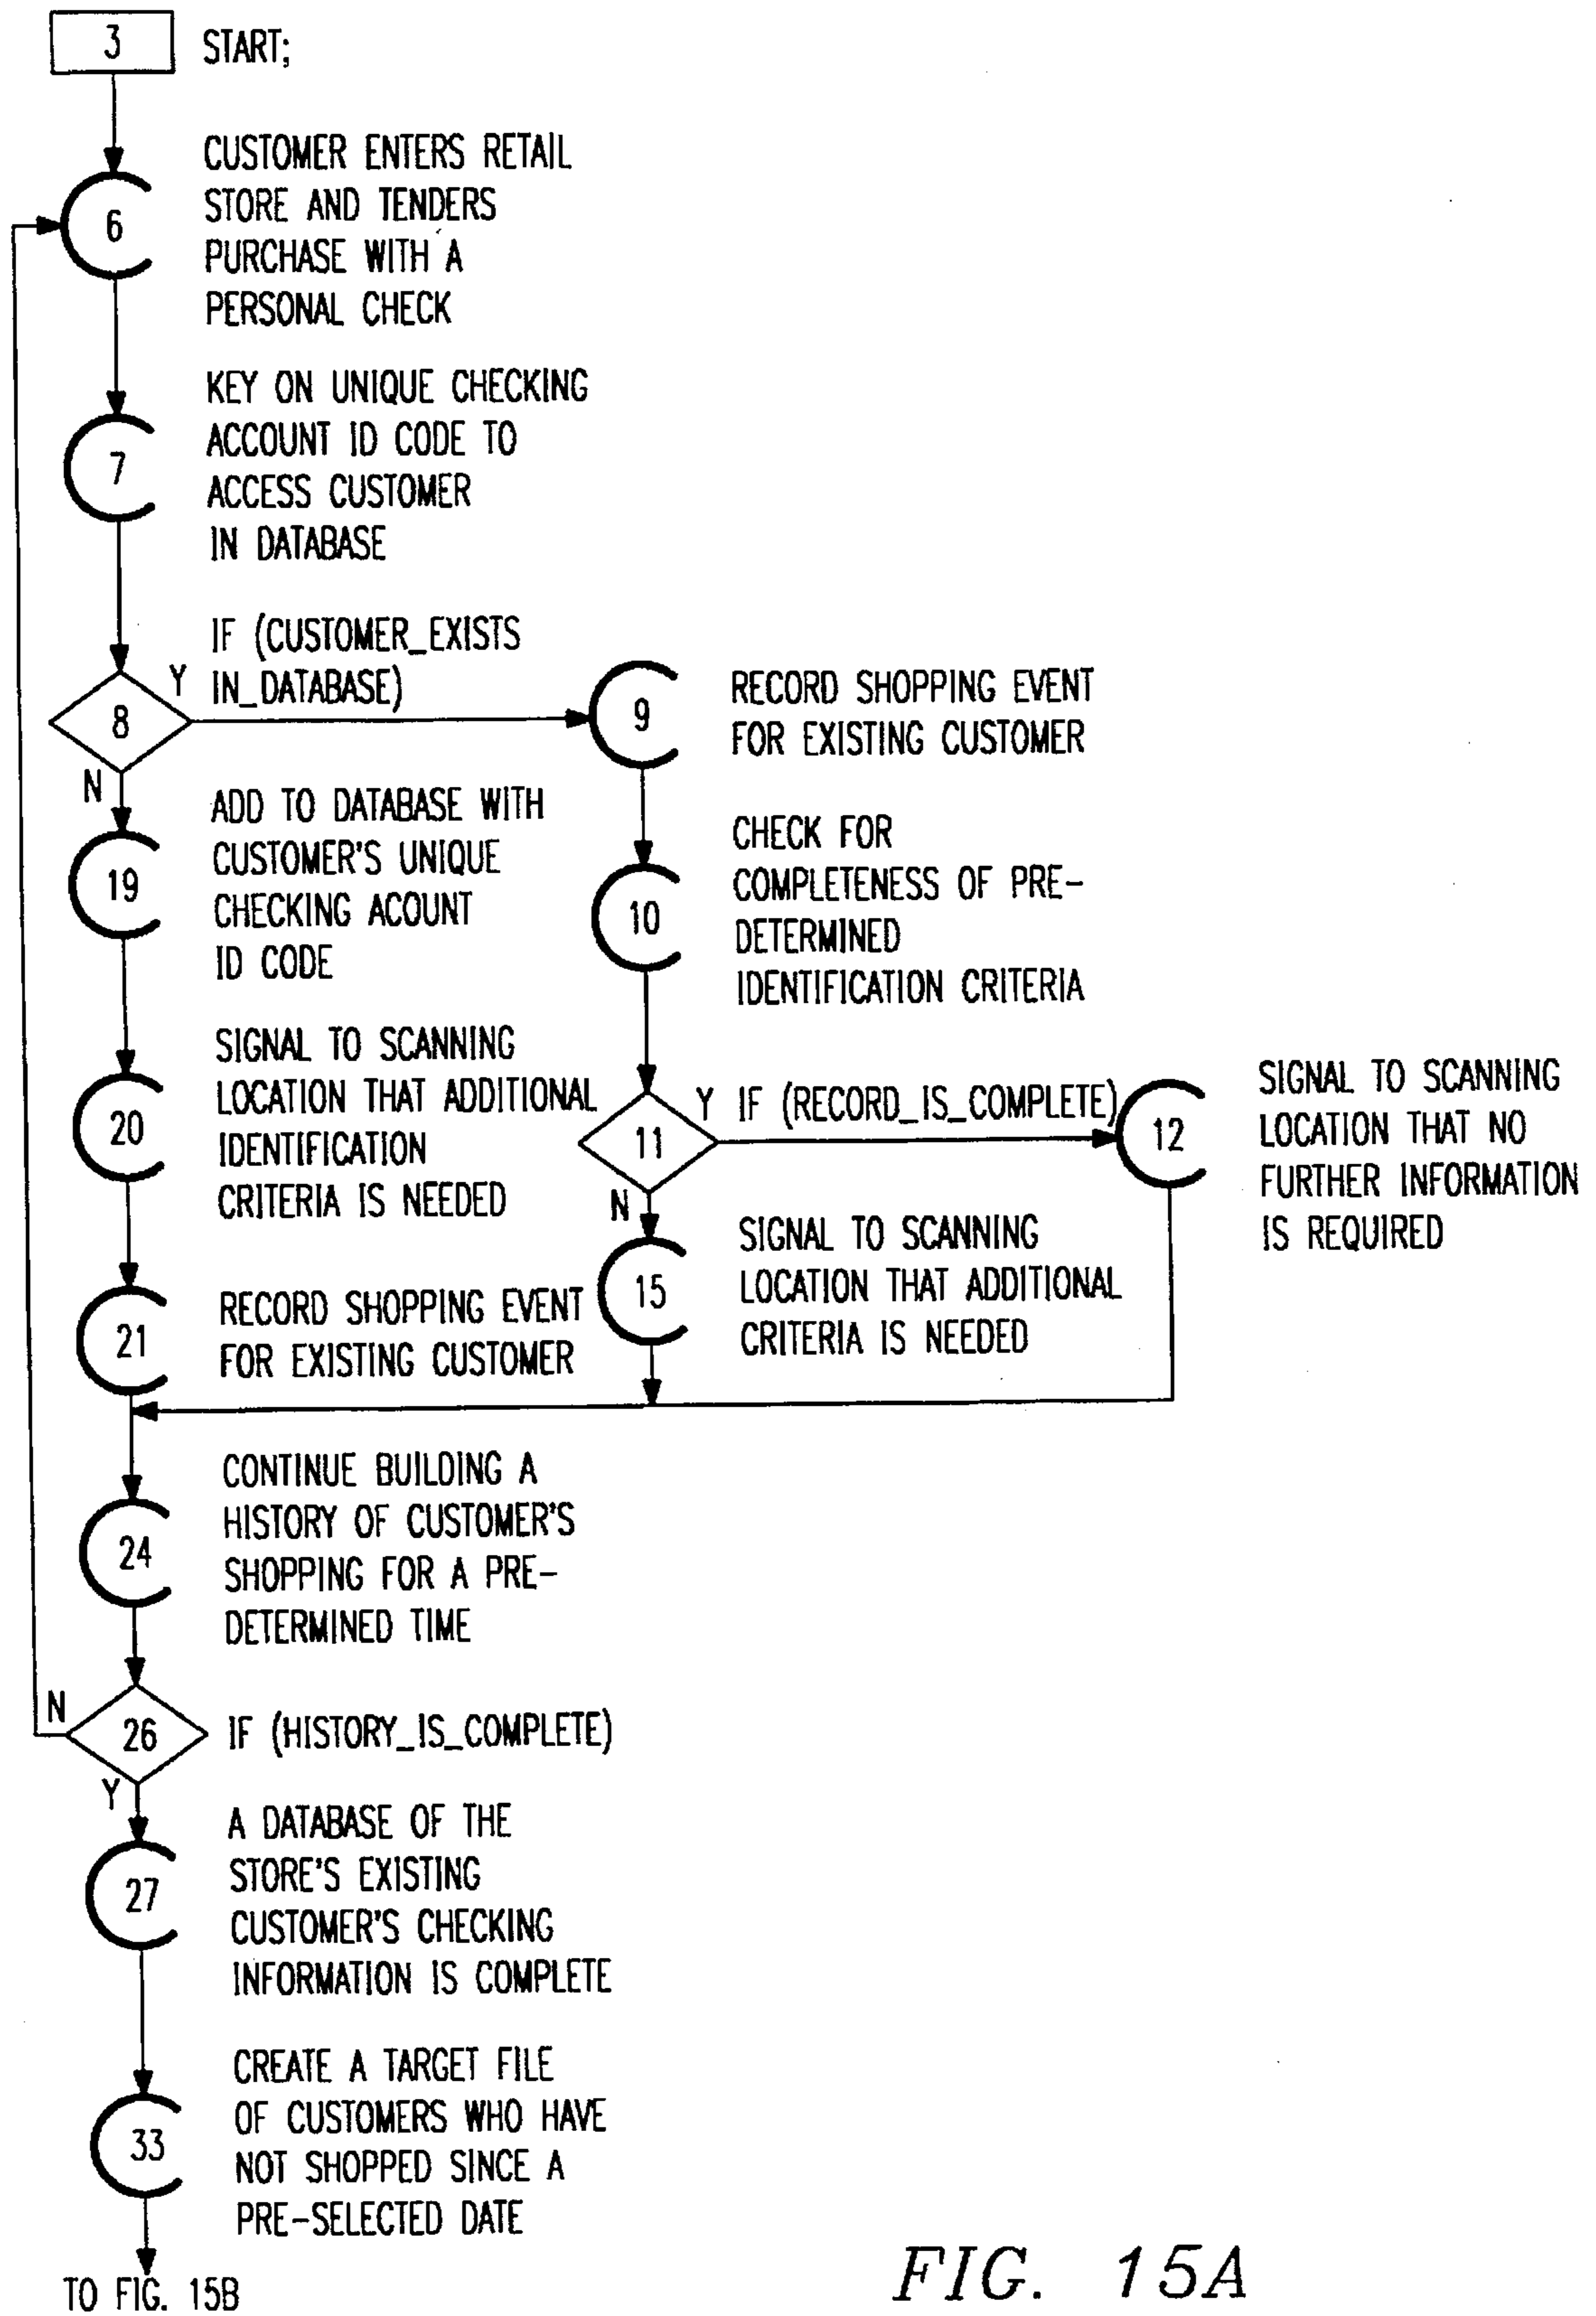 3
START;
CUSTOMER ENTERS RETAIL
STORE AND TENDERS
PURCHASE WITH A
PERSONAL CHECK
6
KEY ON UNIQUE CHECKING
ACCOUNT ID CODE TO
ACCESS CUSTOMER
IN DATABASE
7
IF (CUSTOMER_EXISTS
IN_DATABASE)
Y
8
N
9
RECORD SHOPPING EVENT
FOR EXISTING CUSTOMER
ADD TO DATABASE WITH
CUSTOMER'S UNIQUE
CHECKING ACOUNT
ID CODE
19
CHECK FOR
COMPLETENESS OF PRE-
DETERMINED
IDENTIFICATION CRITERIA
10
SIGNAL TO SCANNING
LOCATION THAT ADDITIONAL
IDENTIFICATION
CRITERIA IS NEEDED
20
Y
IF (RECORD_IS_COMPLETE)
11
N
12
SIGNAL TO SCANNING
LOCATION THAT NO
FURTHER INFORMATION
IS REQUIRED
SIGNAL TO SCANNING
LOCATION THAT ADDITIONAL
CRITERIA IS NEEDED
15
RECORD SHOPPING EVENT
FOR EXISTING CUSTOMER
21
CONTINUE BUILDING A
HISTORY OF CUSTOMER'S
SHOPPING FOR A PRE-
DETERMINED TIME
24
N
26
IF (HISTORY_IS_COMPLETE)
Y
A DATABASE OF THE
STORE'S EXISTING
CUSTOMER'S CHECKING
INFORMATION IS COMPLETE
27
CREATE A TARGET FILE
OF CUSTOMERS WHO HAVE
NOT SHOPPED SINCE A
PRE-SELECTED DATE
33
TO FIG. 15B
FIG. 15A